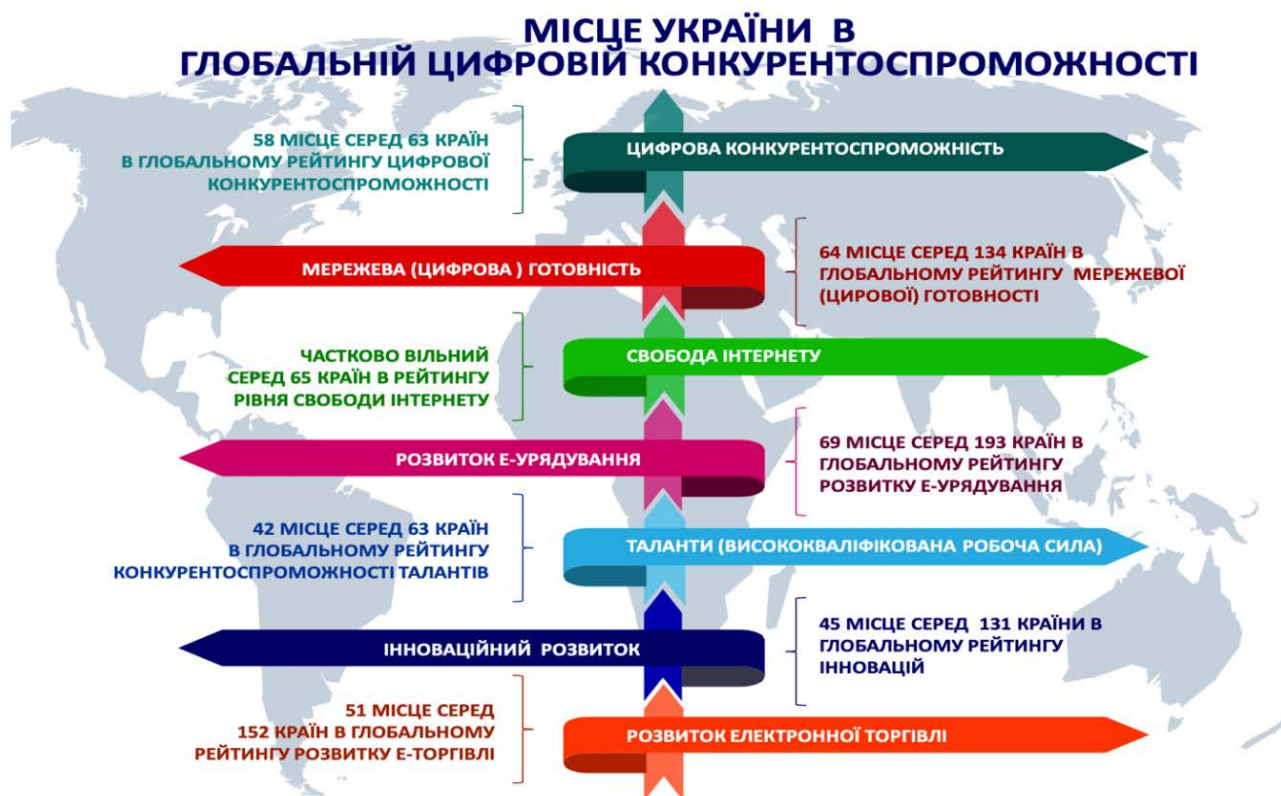 МІСЦЕ УКРАЇНИ В
ГЛОБАЛЬНІЙ ЦИФРОВІЙ КОНКУРЕНТОСПРОМОЖНОСТІ
58 МІСЦЕ СЕРЕД 63 КРАЇН
В ГЛОБАЛЬНОМУ РЕЙТИНГУ ЦИФРОВОЇ
КОНКУРЕНТОСПРОМОЖНОСТІ
ЦИФРОВА КОНКУРЕНТОСПРОМОЖНІСТЬ
МЕРЕЖЕВА (ЦИФРОВА ) ГОТОВНІСТЬ
64 МІСЦЕ СЕРЕД 134 КРАЇН В
ГЛОБАЛЬНОМУ РЕЙТИНГУ МЕРЕЖЕВОЇ
(ЦИРОВОЇ) ГОТОВНОСТІ
ЧАСТКОВО ВІЛЬНИЙ
СЕРЕД 65 КРАЇН В РЕЙТИНГУ
РІВНЯ СВОБОДИ ІНТЕРНЕТУ
СВОБОДА ІНТЕРНЕТУ
РОЗВИТОК Е-УРЯДУВАННЯ
69 МІСЦЕ СЕРЕД 193 КРАЇН В
ГЛОБАЛЬНОМУ РЕЙТИНГУ
РОЗВИТКУ Е-УРЯДУВАННЯ
42 МІСЦЕ СЕРЕД 63 КРАЇН
В ГЛОБАЛЬНОМУ РЕЙТИНГУ
КОНКУРЕНТОСПРОМОЖНОСТІ ТАЛАНТІВ
ТАЛАНТИ (ВИСОКОКВАЛІФІКОВАНА РОБОЧА СИЛА)
ІННОВАЦІЙНИЙ РОЗВИТОК
45 МІСЦЕ СЕРЕД 131 КРАЇНИ В
ГЛОБАЛЬНОМУ РЕЙТИНГУ
ІННОВАЦІЙ
51 МІСЦЕ СЕРЕД
152 КРАЇН В ГЛОБАЛЬНОМУ
РЕЙТИНГУ РОЗВИТКУ Е-ТОРГІВЛІ
РОЗВИТОК ЕЛЕКТРОННОЇ ТОРГІВЛІ